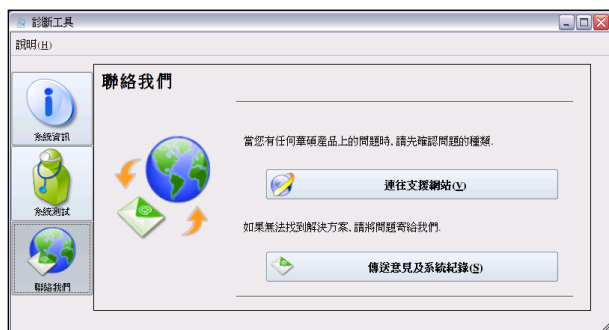 診斷工具
說明(H)
系統資訊
系統測試
聯絡我們
聯絡我們
當您有任何華碩產品上的問題時, 請先確認問題的種類.
連往支援網站(V)
如果無法找到解決方案, 請將問題寄給我們.
傳送意見及系統紀錄(S)